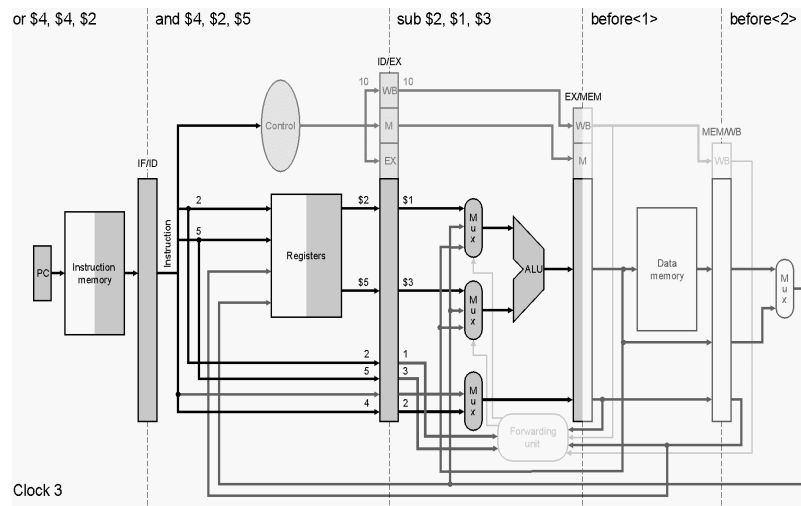 or $4, $4, $2
and $4, $2, $5
sub $2, $1, $3
before<1>
before<2>
ID/EX
10
WB
10
EX/MEM
Control
M
WB
MEM/WB
EX
M
WB
IF/ID
2
$2
$1
Mux
5
Instruction
Registers
PC
Instruction
memory
ALU
Data
memory
Mux
$5
$3
Mux
2
1
5
3
Mux
4
2
Forwarding
unit
Clock 3